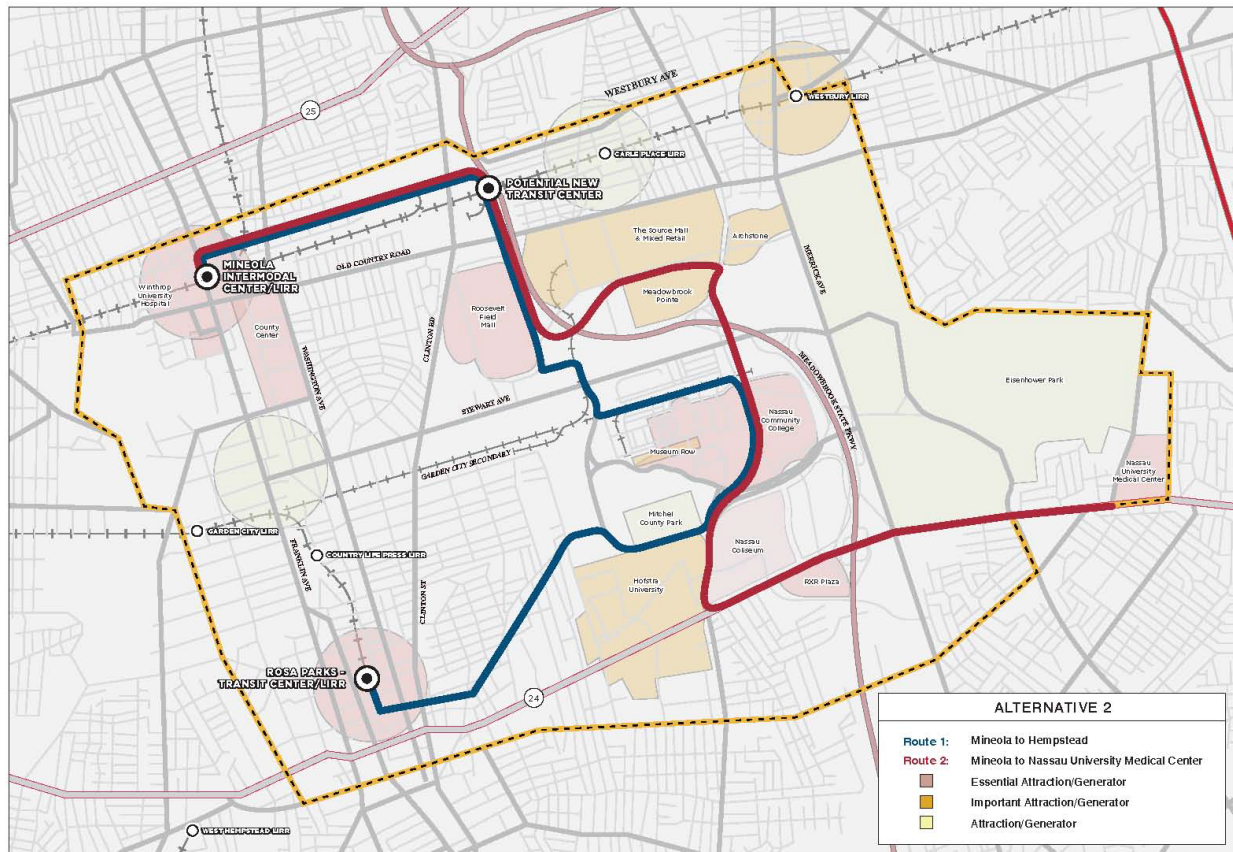 WESTBURY AVE
WESTBURY LIRR
25
CARLE PLACE LIRR
POTENTIAL NEW
TRANSIT CENTER
The Source Mall
& Mixed Retail
Archstone
OLD COUNTRY ROAD
MERRICK AVE
MINEOLA
INTERMODAL
CENTER/LIRR
Winthrop
University
Hospital
Meadowbrook
Pointe
Roosevelt
Field
Mall
County
Center
CLINTON RD
WASHINGTON AVE
MEADOWBROOK STATE PKWY
Eisenhower Park
STEWART AVE
Nassau
Community
College
GARDEN CITY SECONDARY
Museum Row
Nassau
University
Medical Center
Mitchel
County Park
GARDEN CITY LIRR
COUNTRY LIFE PRESS LIRR
Nassau
Coliseum
FRANKLIN AVE
CLINTON ST
Hofstra
University
RXR Plaza
ROSA PARKS -
TRANSIT CENTER/LIRR
24
WEST HEMPSTEAD LIRR
ALTERNATIVE 2
Route 1: Mineola to Hempstead
Route 2: Mineola to Nassau University Medical Center
Essential Attraction/Generator
Important Attraction/Generator
Attraction/Generator